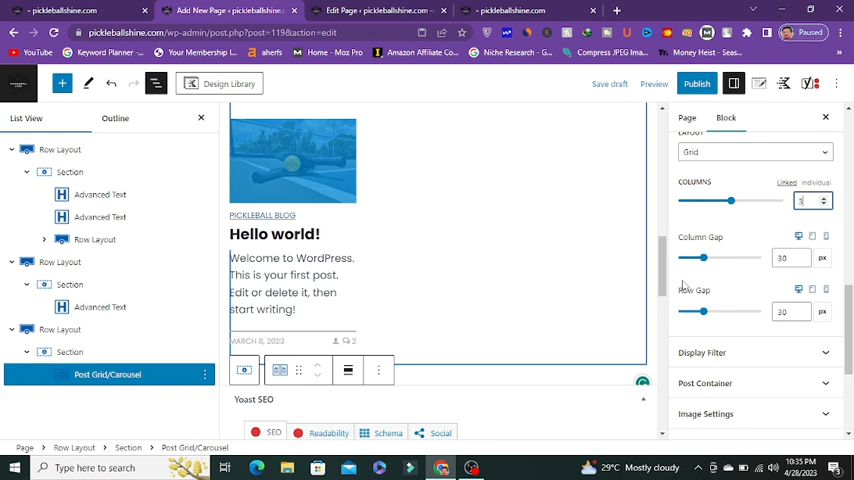 - pickleballshine.com
Add New Page ‹ pickleballshine.c
Edit Page ‹ pickleballshine.com —
- pickleballshine.com
pickleballshine.com/wp-admin/post.php?post=119&action=edit
Paused
YouTube
Keyword Planner -...
Your Membership I...
aherfs
Home - Moz Pro
Amazon Affiliate Co...
Niche Research - G...
Compress JPEG Ima...
Money Heist - Seas...
Design Library
Save draft
Preview
Publish
List View
Outline
Page
Block
Row Layout
Section
Advanced Text
Advanced Text
Row Layout
Row Layout
Section
Advanced Text
Row Layout
Section
Post Grid/Carousel
PICKLEBALL BLOG
Hello world!
Welcome to WordPress.
This is your first post.
Edit or delete it, then
start writing!
MARCH 8, 2023
2
LAYOUT
Grid
COLUMNS
Linked
Individual
3
Column Gap
30
px
Row Gap
30
px
Display Filter
Post Container
Image Settings
Yoast SEO
SEO
Readability
Schema
Social
Page
Row Layout
Section
Post Grid/Carousel
Type here to search
29°C Mostly cloudy
10:35 PM
4/28/2023
3